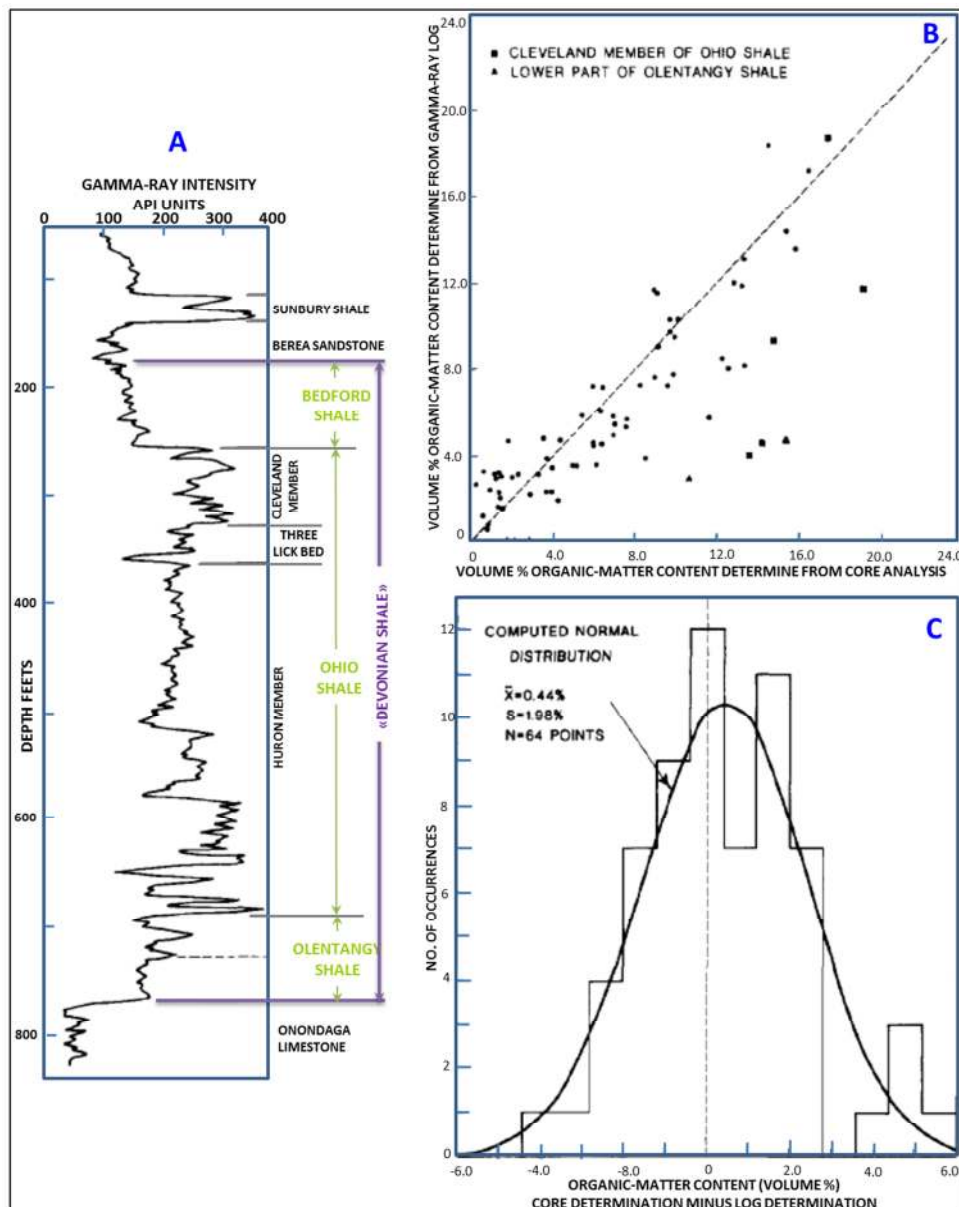 A
GAMMA-RAY INTENSITY
API UNITS
0 100 200 300 400
SUNBURY SHALE
BEREA SANDSTONE
200
BEDFORD
SHALE
CLEVELAND
MEMBER
THREE
LICK BED
400
OHIO
SHALE
«DEVONIAN SHALE»
HURON MEMBER
DEPTH FEETS
600
OLENTANGY
SHALE
800
ONONDAGA
LIMESTONE
B
■ CLEVELAND MEMBER OF OHIO SHALE
▲ LOWER PART OF OLENTANGY SHALE
VOLUME % ORGANIC-MATTER CONTENT DETERMINE FROM GAMMA-RAY LOG
24.0
20.0
16.0
12.0
8.0
4.0
0
0 4.0 8.0 12.0 16.0 20.0 24.0
VOLUME % ORGANIC-MATTER CONTENT DETERMINE FROM CORE ANALYSIS
C
COMPUTED NORMAL
DISTRIBUTION
X̄=0.44%
S=1.98%
N=64 POINTS
NO. OF OCCURRENCES
12
10
8
6
4
2
0
-6.0 -4.0 -8.0 0 2.0 4.0 6.0
ORGANIC-MATTER CONTENT (VOLUME %)
CORE DETERMINATION MINUS LOG DETERMINATION